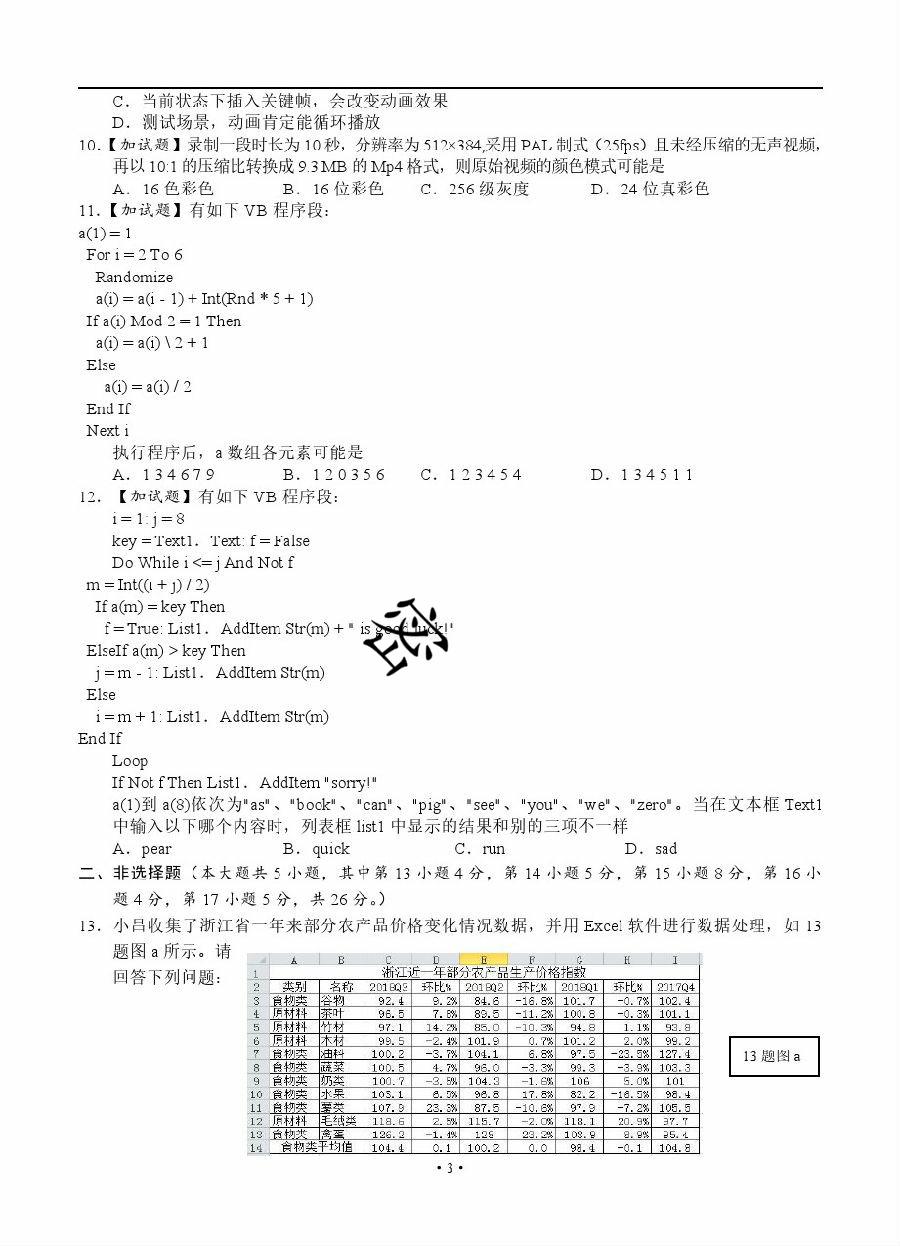 C．当前状态下插入关键帧，会改变动画效果
D．测试场景，动画肯定能循环播放
10.【加试题】录制一段时长为10秒，分辨率为512×384,采用PAL制式（25fps）且未经压缩的无声视频，
再以10:1的压缩比转换成9.3MB的Mp4格式，则原始视频的颜色模式可能是
A．16色彩色 B．16位彩色 C．256级灰度 D．24位真彩色
11.【加试题】有如下VB程序段：
a(1) = 1
For i = 2 To 6
Randomize
a(i) = a(i - 1) + Int(Rnd * 5 + 1)
If a(i) Mod 2 = 1 Then
a(i) = a(i) \ 2 + 1
Else
a(i) = a(i) / 2
End If
Next i
执行程序后，a数组各元素可能是
A．1 3 4 6 7 9 B．1 2 0 3 5 6 C．1 2 3 4 5 4 D．1 3 4 5 1 1
12．【加试题】有如下VB程序段：
i = 1: j = 8
key = Text1．Text: f = False
Do While i <= j And Not f
m = Int((i + j) / 2)
If a(m) = key Then
f = True: List1．AddItem Str(m) + " is good luck!"
ElseIf a(m) > key Then
j = m - 1: List1．AddItem Str(m)
Else
i = m + 1: List1．AddItem Str(m)
End If
Loop
If Not f Then List1．AddItem "sorry!"
a(1)到a(8)依次为"as"、"book"、"can"、"pig"、"see"、"you"、"we"、"zero"。当在文本框Text1
中输入以下哪个内容时，列表框list1中显示的结果和别的三项不一样
A．pear B．quick C．run D．sad
二、非选择题（本大题共5小题，其中第13小题4分，第14小题5分，第15小题8分，第16小
题4分，第17小题5分，共26分。）
13．小吕收集了浙江省一年来部分农产品价格变化情况数据，并用Excel软件进行数据处理，如13
题图a所示。请
回答下列问题：
A B C D E F G H I
1 浙江近一年部分农产品生产价格指数
2 类别 名称 2018Q3 环比% 2018Q2 环比% 2018Q1 环比% 2017Q4
3 食物类 谷物 92.4 9.2% 84.6 -16.8% 101.7 -0.7% 102.4
4 原材料 茶叶 96.5 7.8% 89.5 -11.2% 100.8 -0.3% 101.1
5 原材料 竹材 97.1 14.2% 85.0 -10.3% 94.8 1.1% 93.8
6 原材料 木材 99.5 -2.4% 101.9 0.7% 101.2 2.0% 99.2
7 食物类 油料 100.2 -3.7% 104.1 6.8% 97.5 -23.5% 127.4
8 食物类 蔬菜 100.5 4.7% 96.0 -3.3% 99.3 -3.9% 103.3
9 食物类 奶类 100.7 -3.5% 104.3 -1.6% 106 5.0% 101
10 食物类 水果 103.1 6.5% 96.8 17.8% 82.2 -16.5% 98.4
11 食物类 薯类 107.9 23.3% 87.5 -10.6% 97.9 -7.2% 105.5
12 原材料 毛绒类 118.6 2.5% 115.7 -2.0% 118.1 20.9% 97.7
13 食物类 禽蛋 126.2 -1.4% 128 23.2% 103.9 8.9% 95.4
14 食物类平均值 104.4 0.1 100.2 0.0 98.4 -0.1 104.8
13题图a
密
· 3 ·